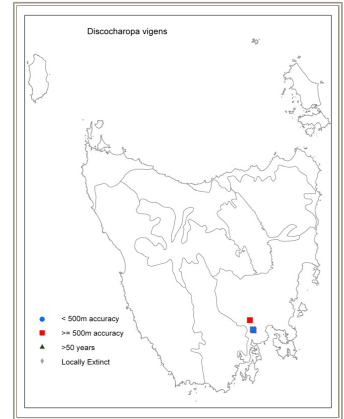 Discocharopa vigens
< 500m accuracy
>= 500m accuracy
>50 years
Locally Extinct